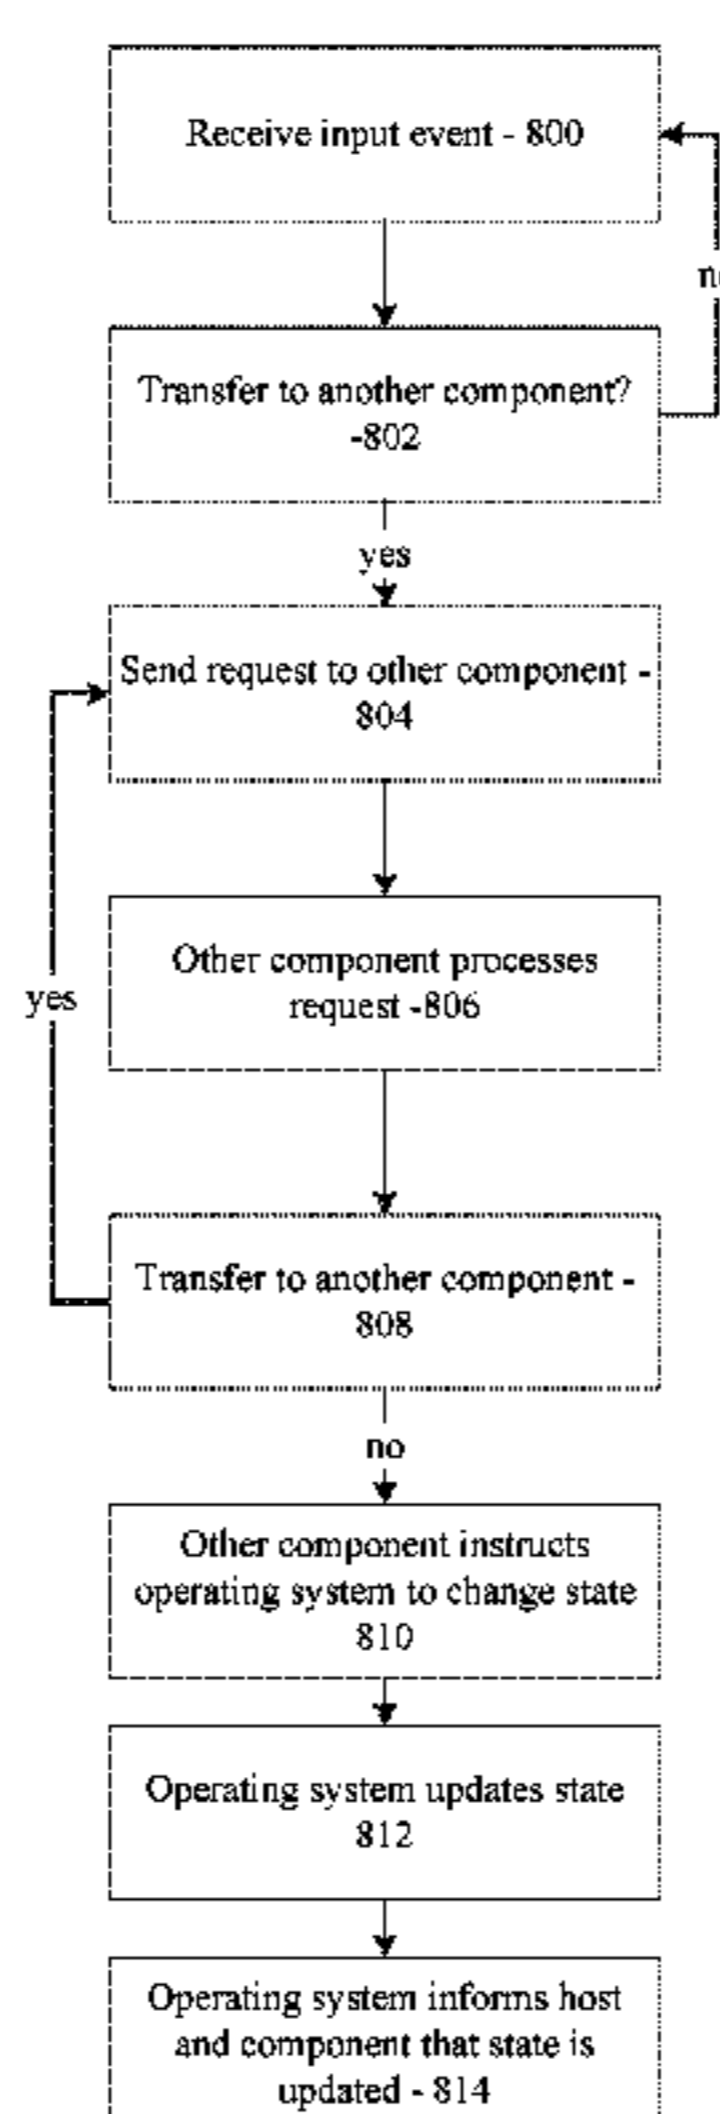 Receive input event - 800
Transfer to another component?
-802
yes
Send request to other component -
804
Other component processes
request -806
yes
Transfer to another component -
808
no
Other component instructs
operating system to change state
810
Operating system updates state
812
Operating system informs host
and component that state is
updated - 814